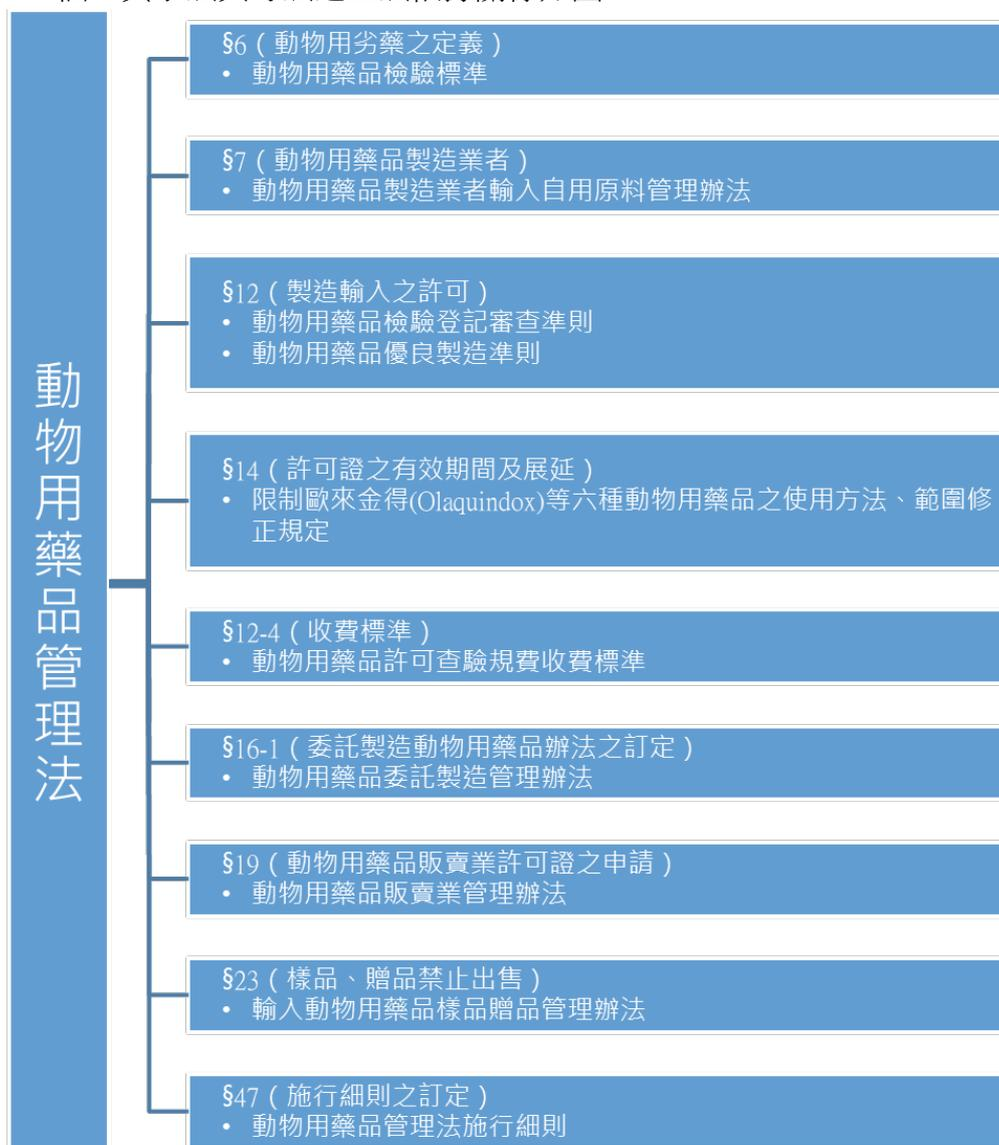 動物用藥品管理法
§6（動物用劣藥之定義）
• 動物用藥品檢驗標準
§7（動物用藥品製造業者）
• 動物用藥品製造業者輸入自用原料管理辦法
§12（製造輸入之許可）
• 動物用藥品檢驗登記審查準則
• 動物用藥品優良製造準則
§14（許可證之有效期間及展延）
• 限制歐來金得(Olaquindox)等六種動物用藥品之使用方法、範圍修
正規定
§12-4（收費標準）
• 動物用藥品許可查驗規費收費標準
§16-1（委託製造動物用藥品辦法之訂定）
• 動物用藥品委託製造管理辦法
§19（動物用藥品販賣業許可證之申請）
• 動物用藥品販賣業管理辦法
§23（樣品、贈品禁止出售）
• 輸入動物用藥品樣品贈品管理辦法
§47（施行細則之訂定）
• 動物用藥品管理法施行細則